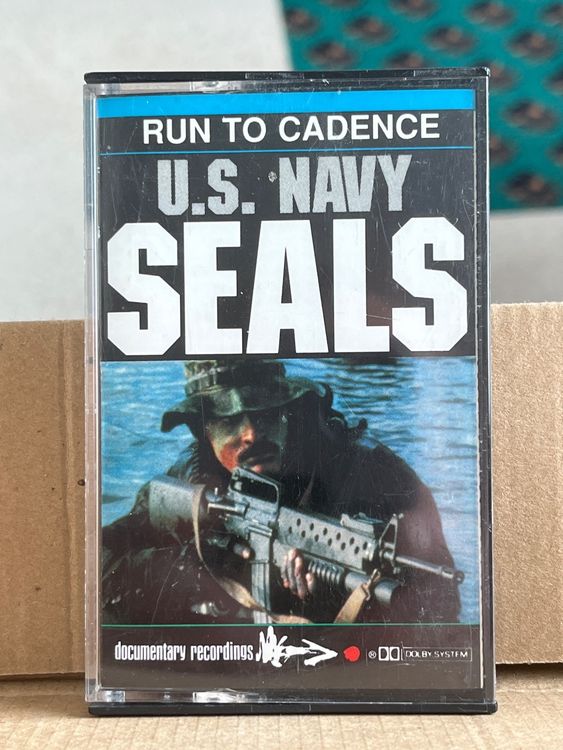 RUN TO CADENCE
U.S. NAVY
SEALS
documentary recordings
® DOLBY SYSTEM